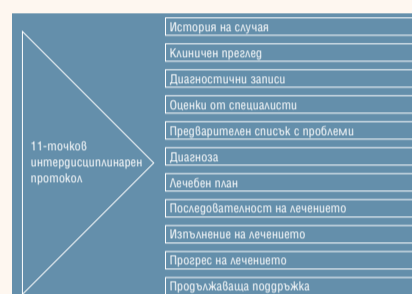 11-точков
интердисциплинарен
протокол
История на случая
Клиничен преглед
Диагностични записи
Оценки от специалисти
Предварителен списък с проблеми
Диагноза
Лечебен план
Последователност на лечението
Изпълнение на лечението
Прогрес на лечението
Продължаваща поддръжка